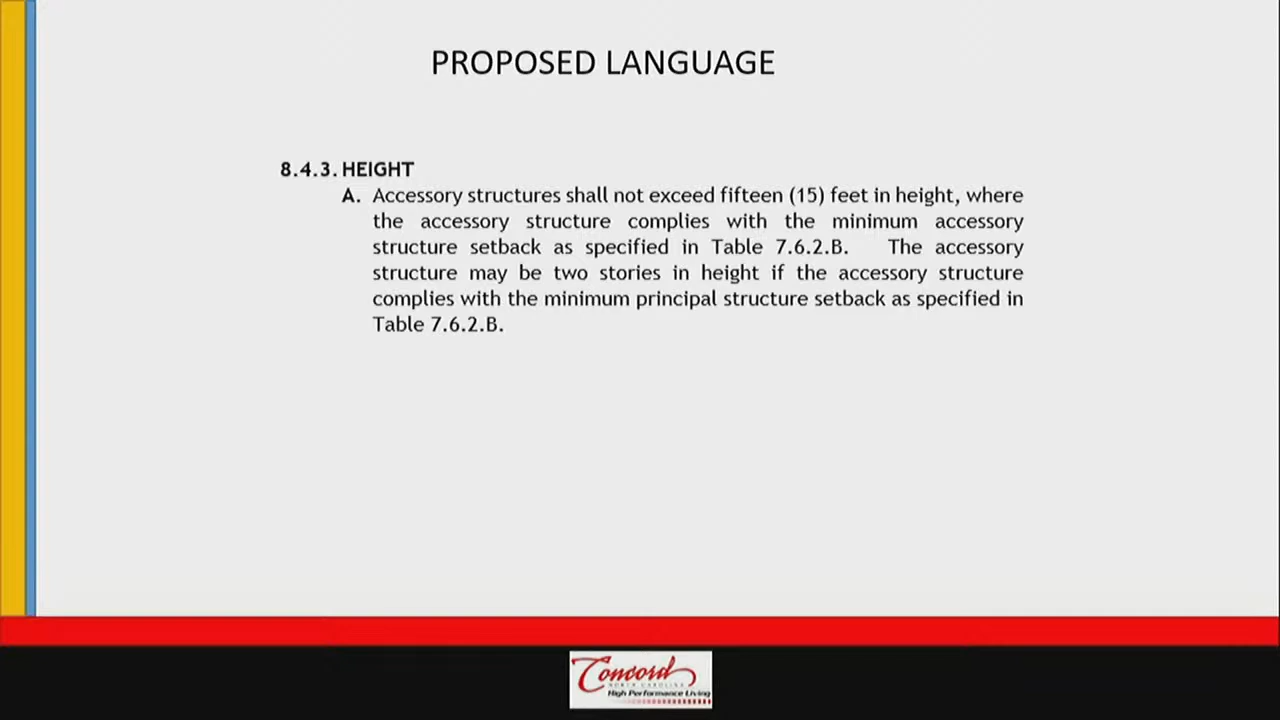 PROPOSED LANGUAGE
8.4.3. HEIGHT
A. Accessory structures shall not exceed fifteen (15) feet in height, where
the accessory structure complies with the minimum accessory
structure setback as specified in Table 7.6.2.B. The accessory
structure may be two stories in height if the accessory structure
complies with the minimum principal structure setback as specified in
Table 7.6.2.B.
Concord
NORTH CAROLINA
High Performance Living